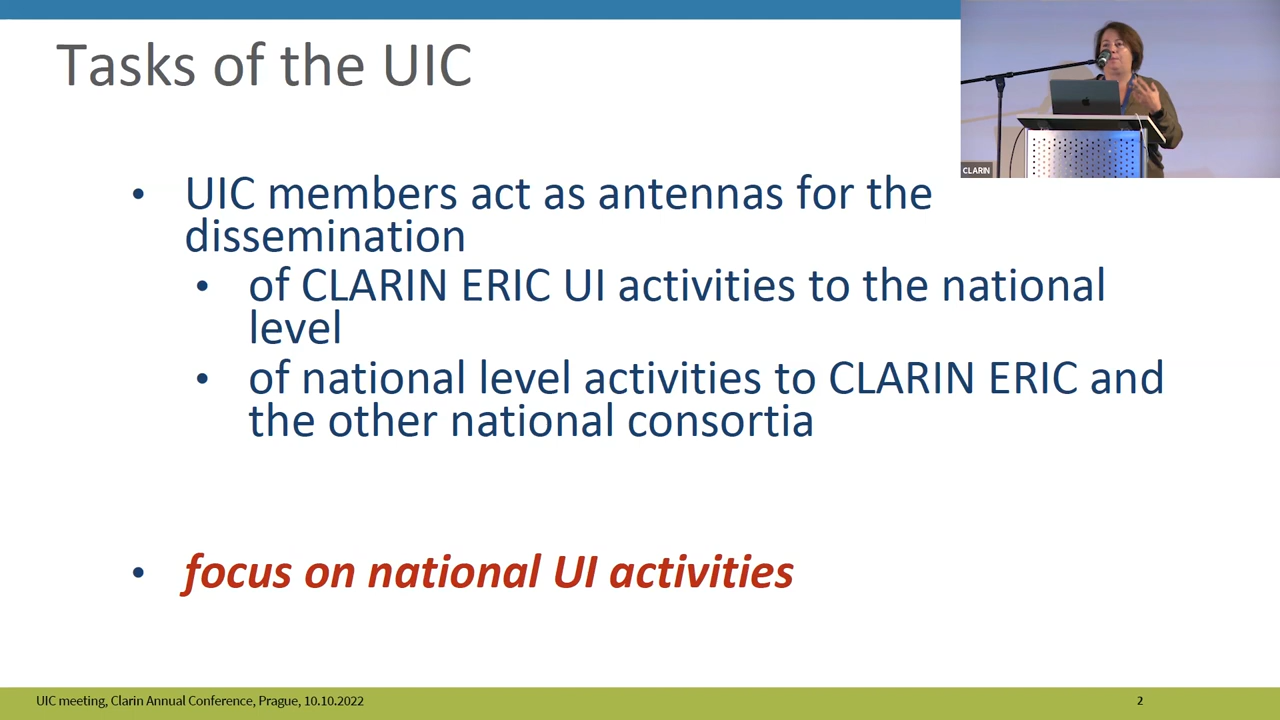 Tasks of the UIC
CLARIN
• UIC members act as antennas for the
dissemination
• of CLARIN ERIC UI activities to the national
level
• of national level activities to CLARIN ERIC and
the other national consortia
• focus on national UI activities
UIC meeting, Clarin Annual Conference, Prague, 10.10.2022
2